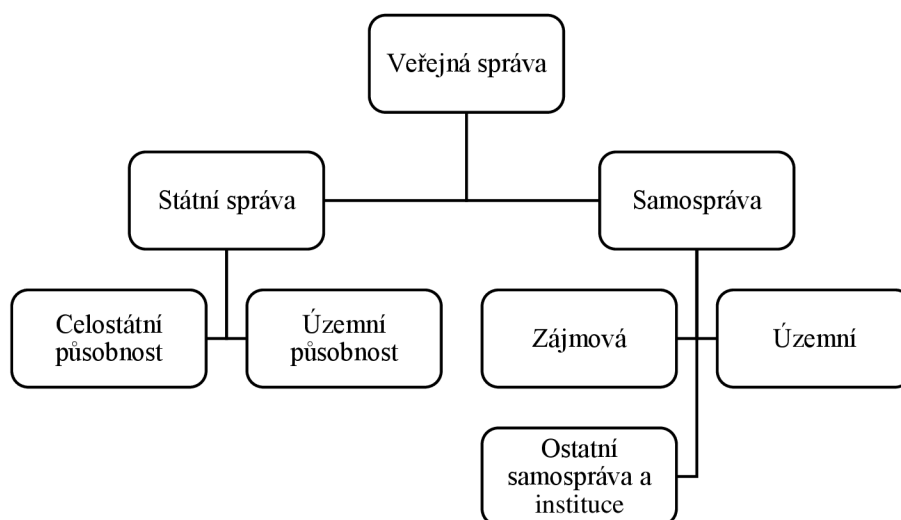 Veřejná správa
Státní správa
Samospráva
Celostátní
působnost
Územní
působnost
Zájmová
Územní
Ostatní
samospráva a
instituce